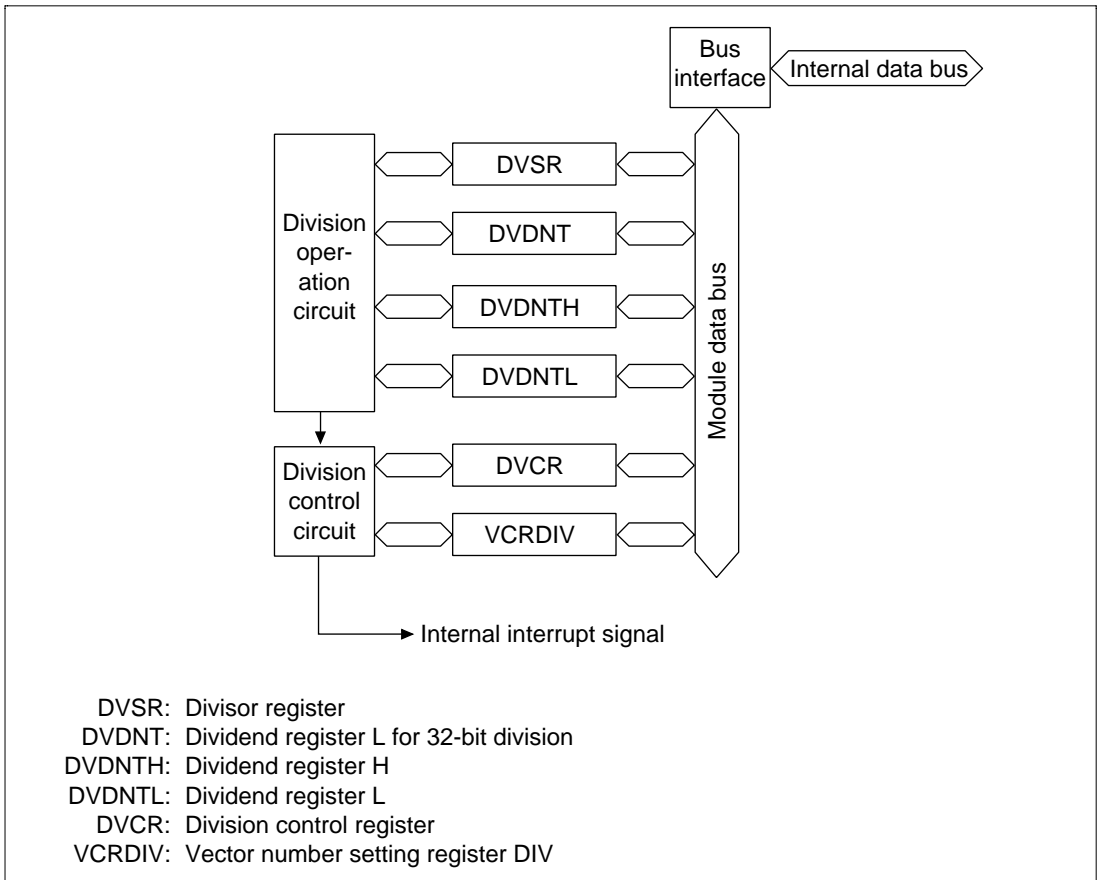 Bus
interface
Internal data bus
Division
oper-
ation
circuit
DVSR
DVDNT
DVDNTH
DVDNTL
Module data bus
Division
control
circuit
DVCR
VCRDIV
Internal interrupt signal
DVSR: Divisor register
DVDNT: Dividend register L for 32-bit division
DVDNTH: Dividend register H
DVDNTL: Dividend register L
DVCR: Division control register
VCRDIV: Vector number setting register DIV